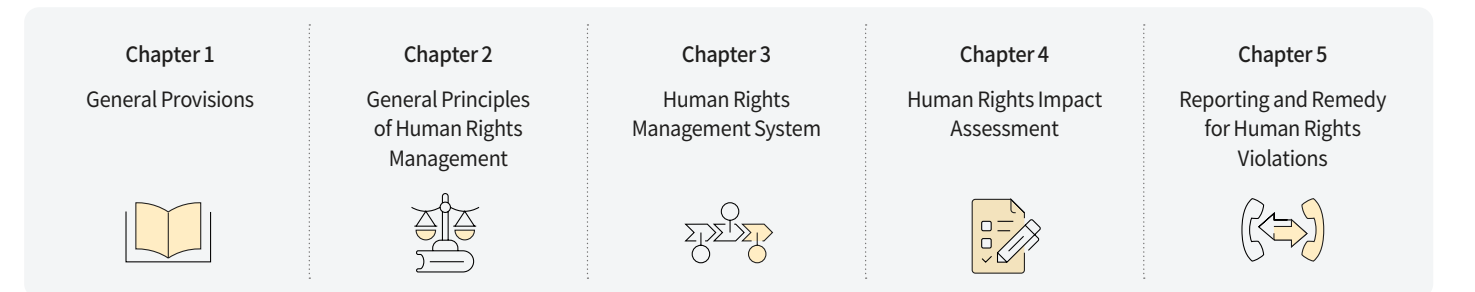 Chapter 1
General Provisions
Chapter 2
General Principles
of Human Rights
Management
Chapter 3
Human Rights
Management System
Chapter 4
Human Rights Impact
Assessment
Chapter 5
Reporting and Remedy
for Human Rights
Violations